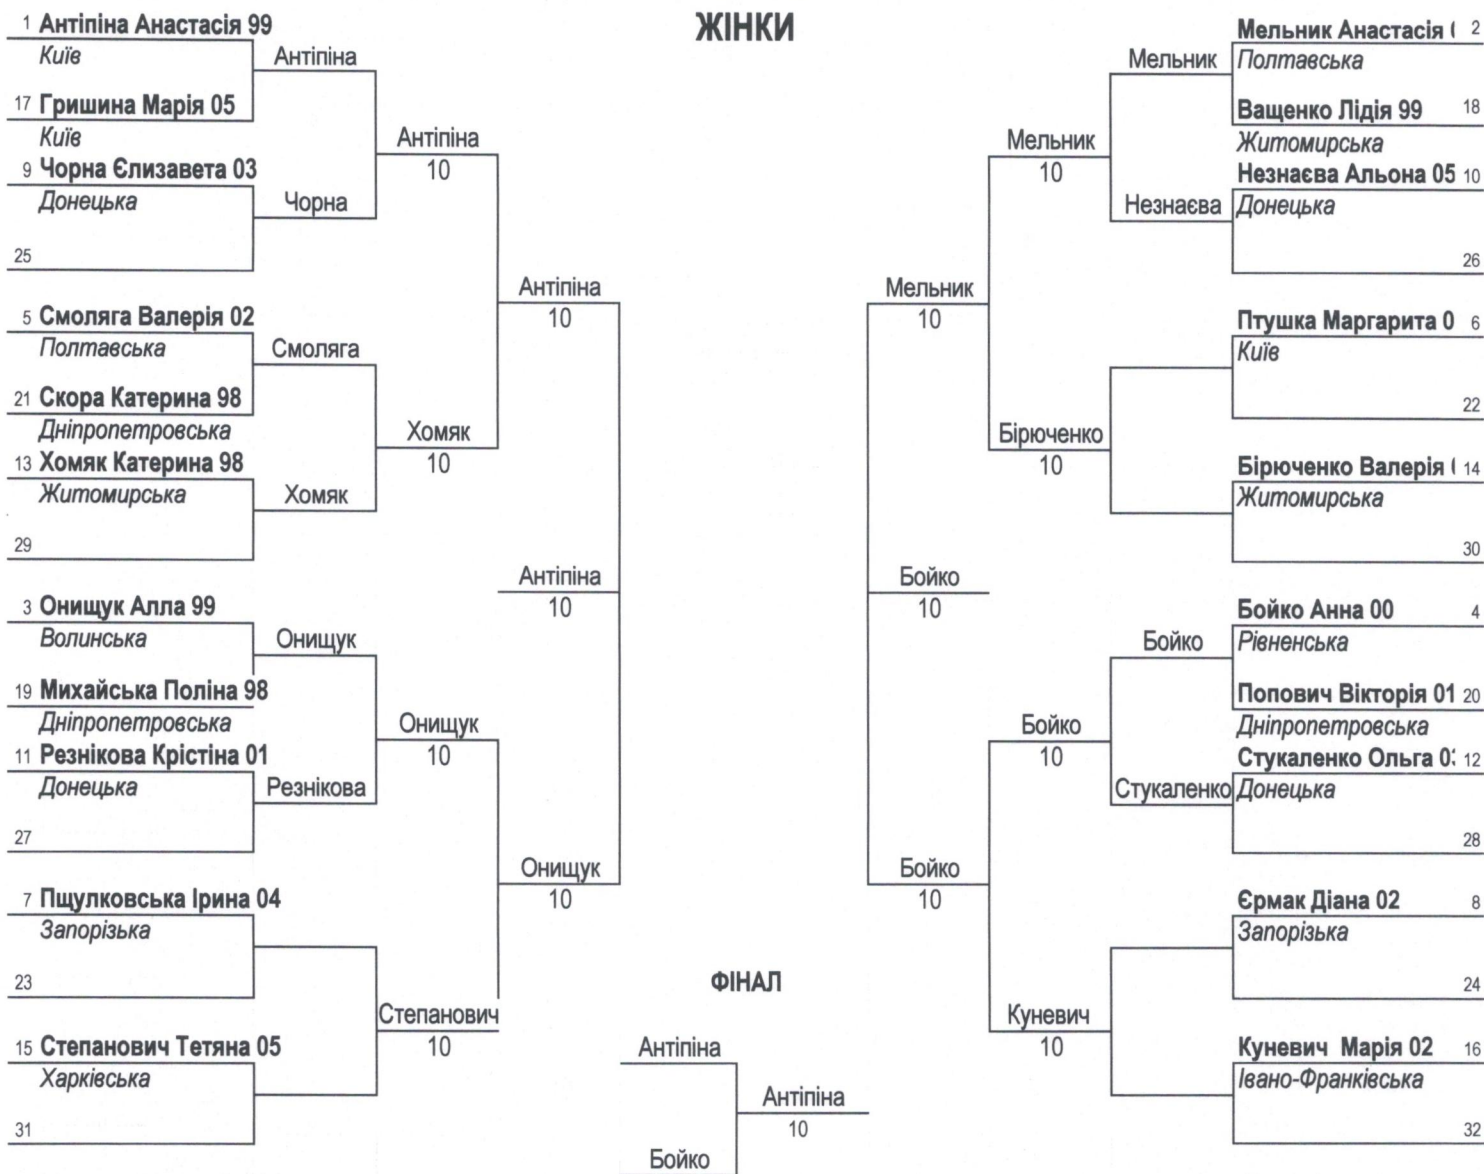 ЖІНКИ
1 Антіпіна Анастасія 99
Київ
Антіпіна
17 Гришина Марія 05
Київ
Антіпіна
10
9 Чорна Єлизавета 03
Донецька
Чорна
25
Антіпіна
10
5 Смоляга Валерія 02
Полтавська
Смоляга
21 Скора Катерина 98
Дніпропетровська
Хомяк
10
13 Хомяк Катерина 98
Житомирська
Хомяк
29
Антіпіна
10
3 Онищук Алла 99
Волинська
Онищук
19 Михайська Поліна 98
Дніпропетровська
Онищук
10
11 Резнікова Крістіна 01
Донецька
Резнікова
27
Онищук
10
7 Пщулковська Ірина 04
Запорізька
23
Степанович
10
15 Степанович Тетяна 05
Харківська
31
Мельник Анастасія ( 2
Мельник
Полтавська
Ващенко Лідія 99 18
Житомирська
Мельник
10
Незнаєва Альона 05 10
Незнаєва
Донецька
26
Мельник
10
Птушка Маргарита 0 6
Київ
22
Бірюченко
10
Бірюченко Валерія ( 14
Житомирська
30
Бойко
10
Бойко Анна 00 4
Бойко
Рівненська
Попович Вікторія 01 20
Дніпропетровська
Бойко
10
Стукаленко Ольга 0 12
Стукаленко
Донецька
28
Бойко
10
Єрмак Діана 02 8
Запорізька
24
Куневич
10
Куневич Марія 02 16
Івано-Франківська
32
ФІНАЛ
Антіпіна
Антіпіна
10
Бойко